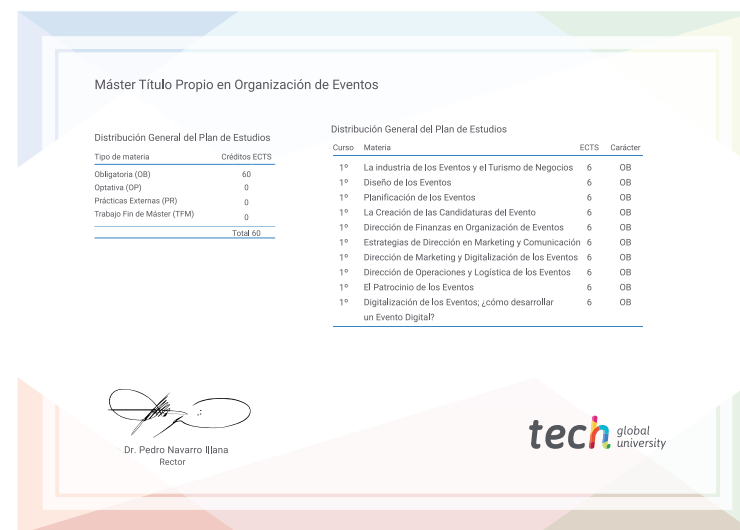 Máster Título Propio en Organización de Eventos
Distribución General del Plan de Estudios
Tipo de materia Créditos ECTS
Obligatoria (OB) 60
Optativa (OP) 0
Prácticas Externas (PR) 0
Trabajo Fin de Máster (TFM) 0
Total 60
Distribución General del Plan de Estudios
Curso Materia ECTS Carácter
1º La industria de los Eventos y el Turismo de Negocios 6 OB
1º Diseño de los Eventos 6 OB
1º Planificación de los Eventos 6 OB
1º La Creación de las Candidaturas del Evento 6 OB
1º Dirección de Finanzas en Organización de Eventos 6 OB
1º Estrategias de Dirección en Marketing y Comunicación 6 OB
1º Dirección de Marketing y Digitalización de los Eventos 6 OB
1º Dirección de Operaciones y Logística de los Eventos 6 OB
1º El Patrocinio de los Eventos 6 OB
1º Digitalización de los Eventos; ¿cómo desarrollar 6 OB
un Evento Digital?
Dr. Pedro Navarro Illana
Rector
tech global
university